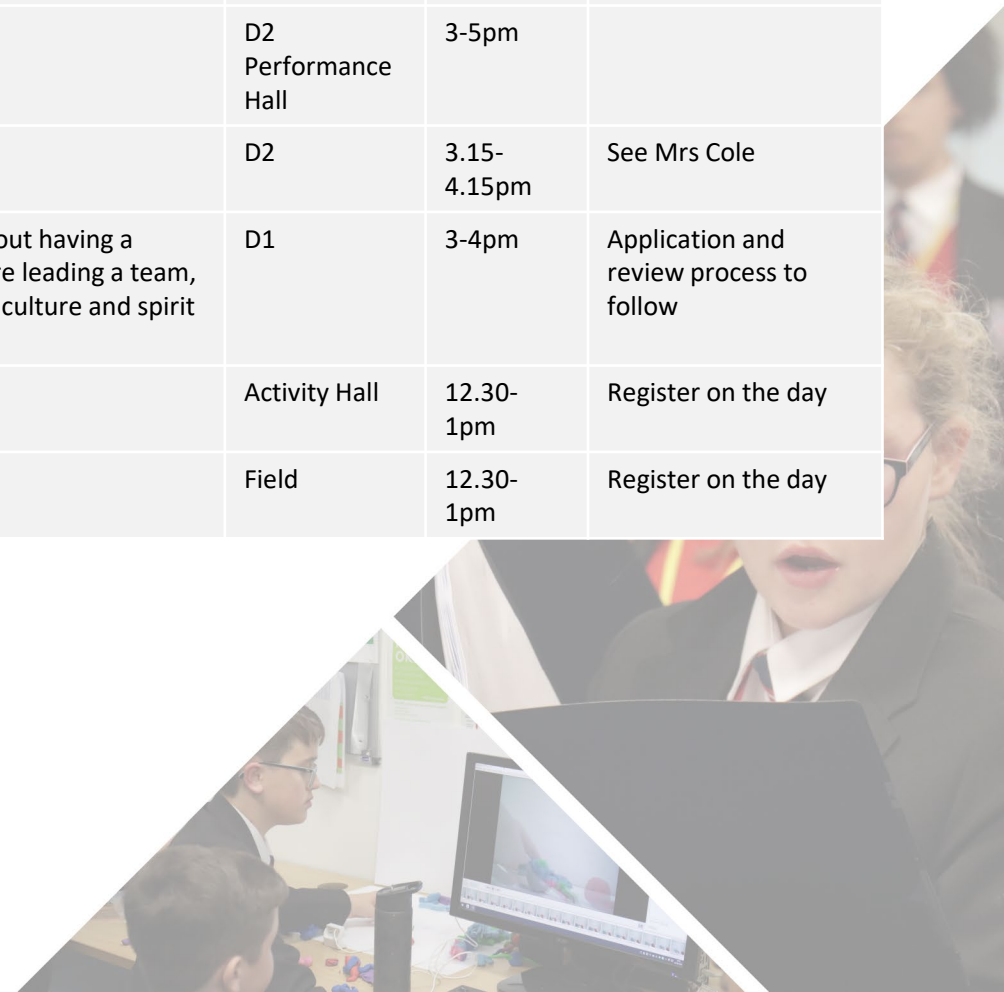 D2 3-5pm
Performance
Hall
D2 3.15- See Mrs Cole
4.15pm
out having a D1 3-4pm Application and
re leading a team, review process to
culture and spirit follow
Activity Hall 12.30- Register on the day
1pm
Field 12.30- Register on the day
1pm